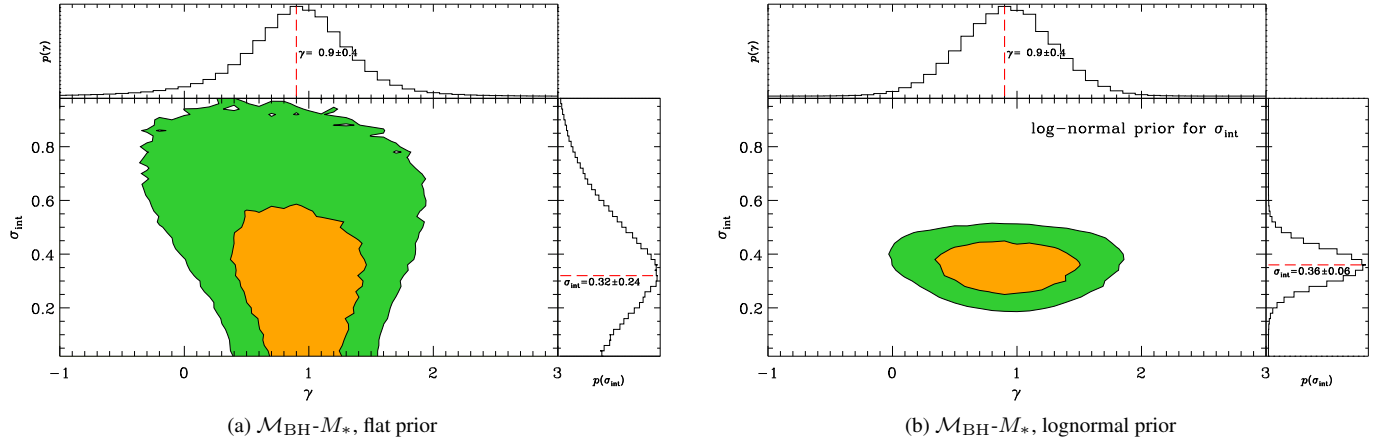 p(γ)
γ= 0.9±0.4
σint
0.8
0.6
0.4
0.2
σint=0.32±0.24
-1
0
1
2
3
γ
p(σint)
(a) MBH-M*, flat prior
p(γ)
γ= 0.9±0.4
log-normal prior for σint
σint
0.8
0.6
0.4
0.2
σint=0.36±0.06
-1
0
1
2
3
γ
p(σint)
(b) MBH-M*, lognormal prior